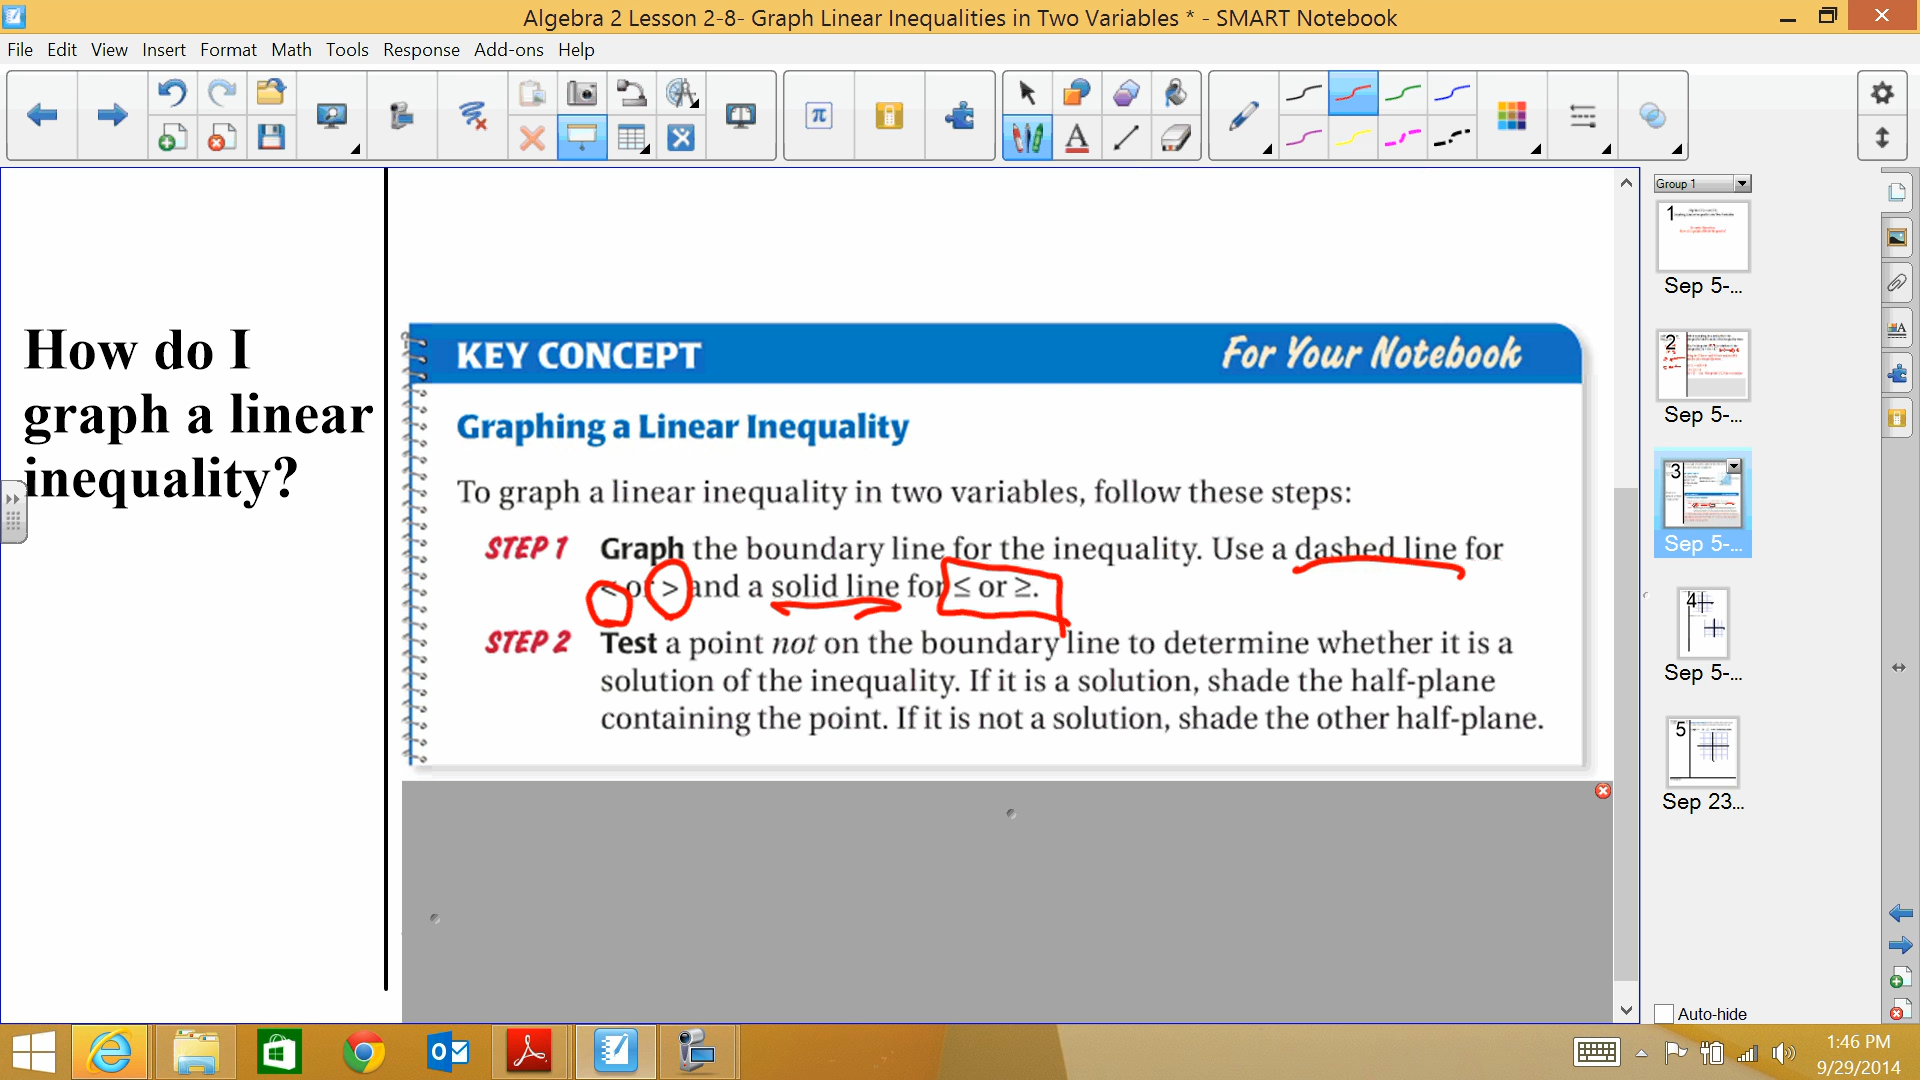 Algebra 2 Lesson 2-8- Graph Linear Inequalities in Two Variables * - SMART Notebook
File Edit View Insert Format Math Tools Response Add-ons Help
Group 1
How do I
graph a linear
inequality?
KEY CONCEPT For Your Notebook
Graphing a Linear Inequality
To graph a linear inequality in two variables, follow these steps:
STEP 1 Graph the boundary line for the inequality. Use a dashed line for
< or > and a solid line for ≤ or ≥.
STEP 2 Test a point not on the boundary line to determine whether it is a
solution of the inequality. If it is a solution, shade the half-plane
containing the point. If it is not a solution, shade the other half-plane.
1
Sep 5-...
2
Sep 5-...
3
Sep 5-...
4
Sep 5-...
5
Sep 23...
Auto-hide
1:46 PM
9/29/2014